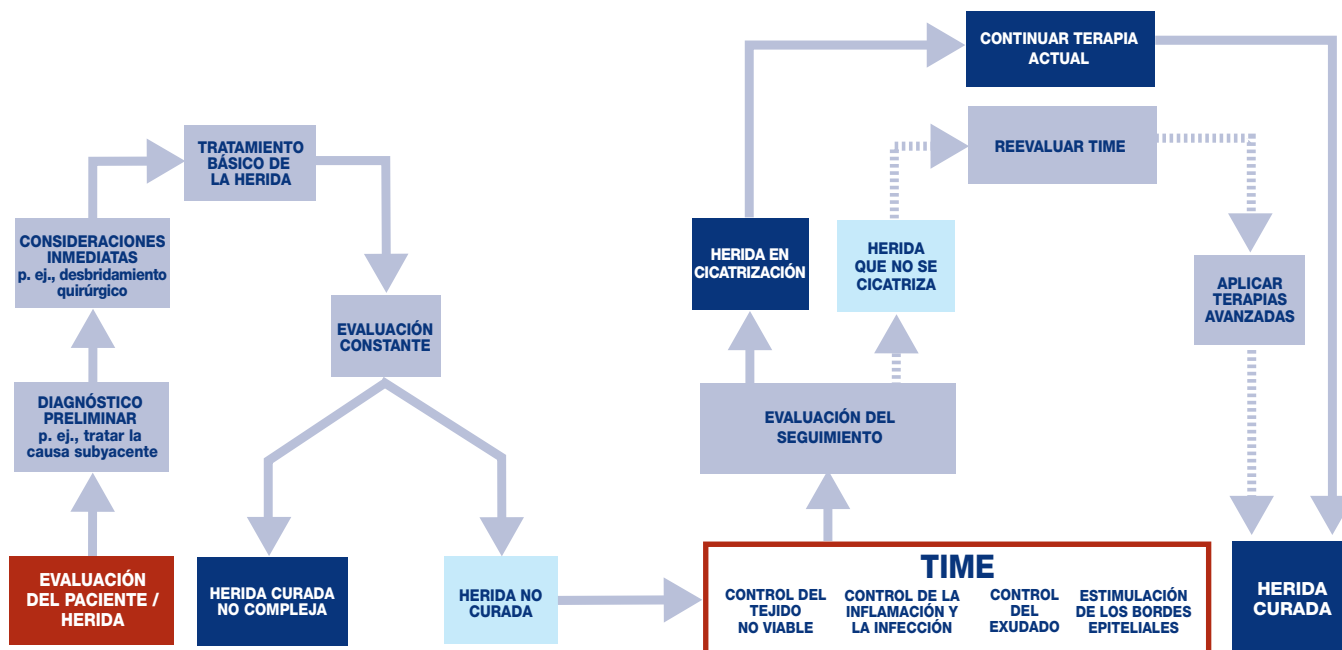 CONTINUAR TERAPIA
ACTUAL
TRATAMIENTO
BÁSICO DE
LA HERIDA
REEVALUAR TIME
CONSIDERACIONES
INMEDIATAS
p. ej., desbridamiento
quirúrgico
HERIDA EN
CICATRIZACIÓN
HERIDA
QUE NO SE
CICATRIZA
APLICAR
TERAPIAS
AVANZADAS
EVALUACIÓN
CONSTANTE
DIAGNÓSTICO
PRELIMINAR
p. ej., tratar la
causa subyacente
EVALUACIÓN DEL
SEGUIMIENTO
EVALUACIÓN
DEL PACIENTE /
HERIDA
HERIDA CURADA
NO COMPLEJA
HERIDA NO
CURADA
TIME
CONTROL DEL
TEJIDO
NO VIABLE
CONTROL DE LA
INFLAMACIÓN Y
LA INFECCIÓN
CONTROL
DEL
EXUDADO
ESTIMULACIÓN
DE LOS BORDES
EPITELIALES
HERIDA
CURADA